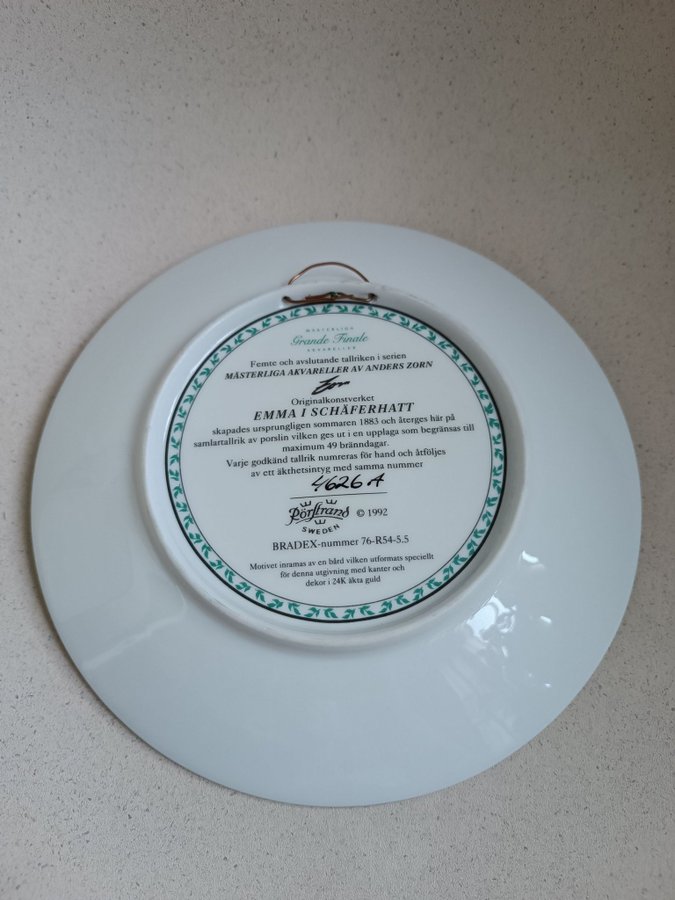 MÄSTERLIGA
Grande Finale
AKVARELLER
Femte och avslutande tallriken i serien
MÄSTERLIGA AKVARELLER AV ANDERS ZORN
Zorn
Originalkonstverket
EMMA I SCHÄFERHATT
skapades ursprungligen sommaren 1883 och återges här på
samlartallrik av porslin vilken ges ut i en upplaga som begränsas till
maximum 49 bränndagar.
Varje godkänd tallrik numreras för hand och åtföljes
av ett äkthetsintyg med samma nummer
4626 A
Rörstrand © 1992
SWEDEN
BRADEX-nummer 76-R54-5.5
Motivet inramas av en bård vilken utformats speciellt
för denna utgivning med kanter och
dekor i 24K äkta guld